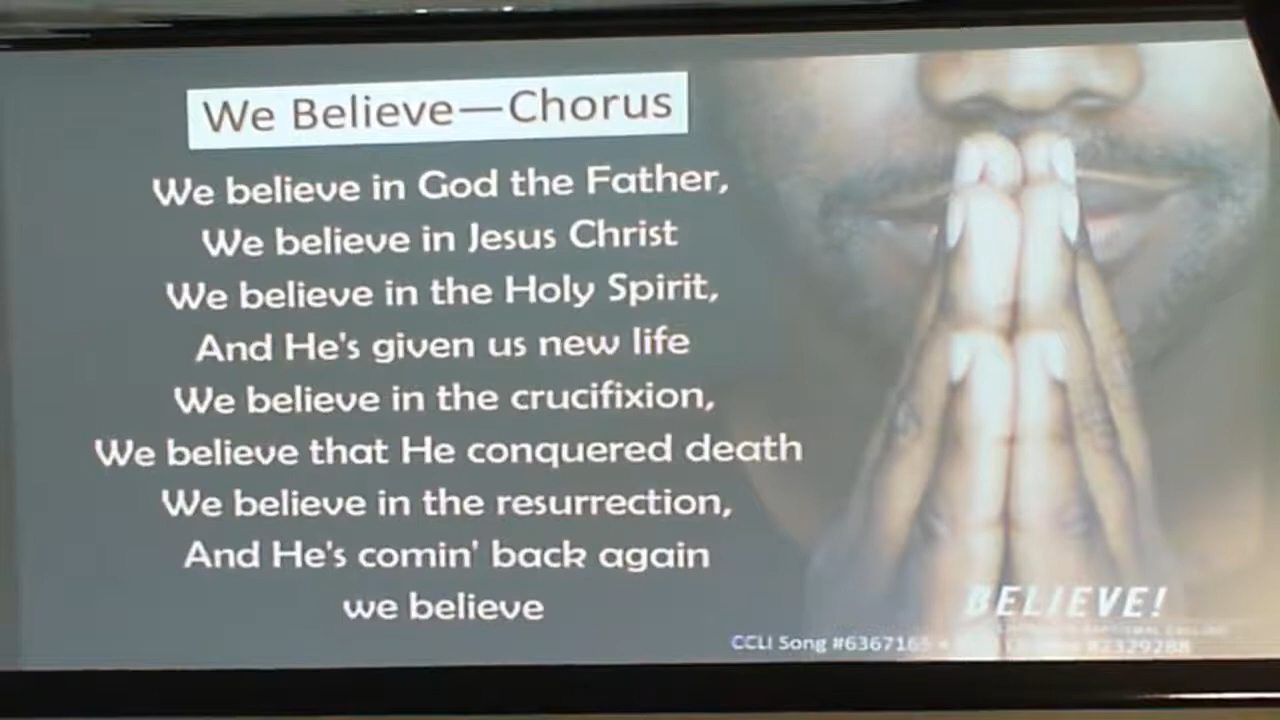 We Believe—Chorus
We believe in God the Father,
We believe in Jesus Christ
We believe in the Holy Spirit,
And He's given us new life
We believe in the crucifixion,
We believe that He conquered death
We believe in the resurrection,
And He's comin' back again
we believe
BELIEVE!
CCLI Song